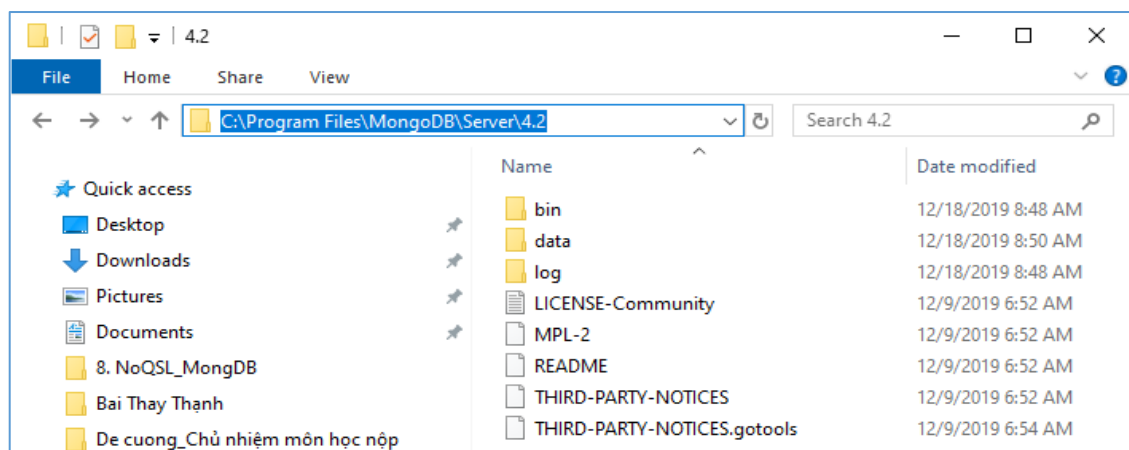 4.2
File Home Share View
C:\Program Files\MongoDB\Server\4.2 Search 4.2
Name Date modified
Quick access
Desktop
Downloads
Pictures
Documents
8. NoQSL_MongDB
Bai Thay Thạnh
De cuong_Chủ nhiệm môn học nộp
bin 12/18/2019 8:48 AM
data 12/18/2019 8:50 AM
log 12/18/2019 8:48 AM
LICENSE-Community 12/9/2019 6:52 AM
MPL-2 12/9/2019 6:52 AM
README 12/9/2019 6:52 AM
THIRD-PARTY-NOTICES 12/9/2019 6:52 AM
THIRD-PARTY-NOTICES.gotools 12/9/2019 6:54 AM